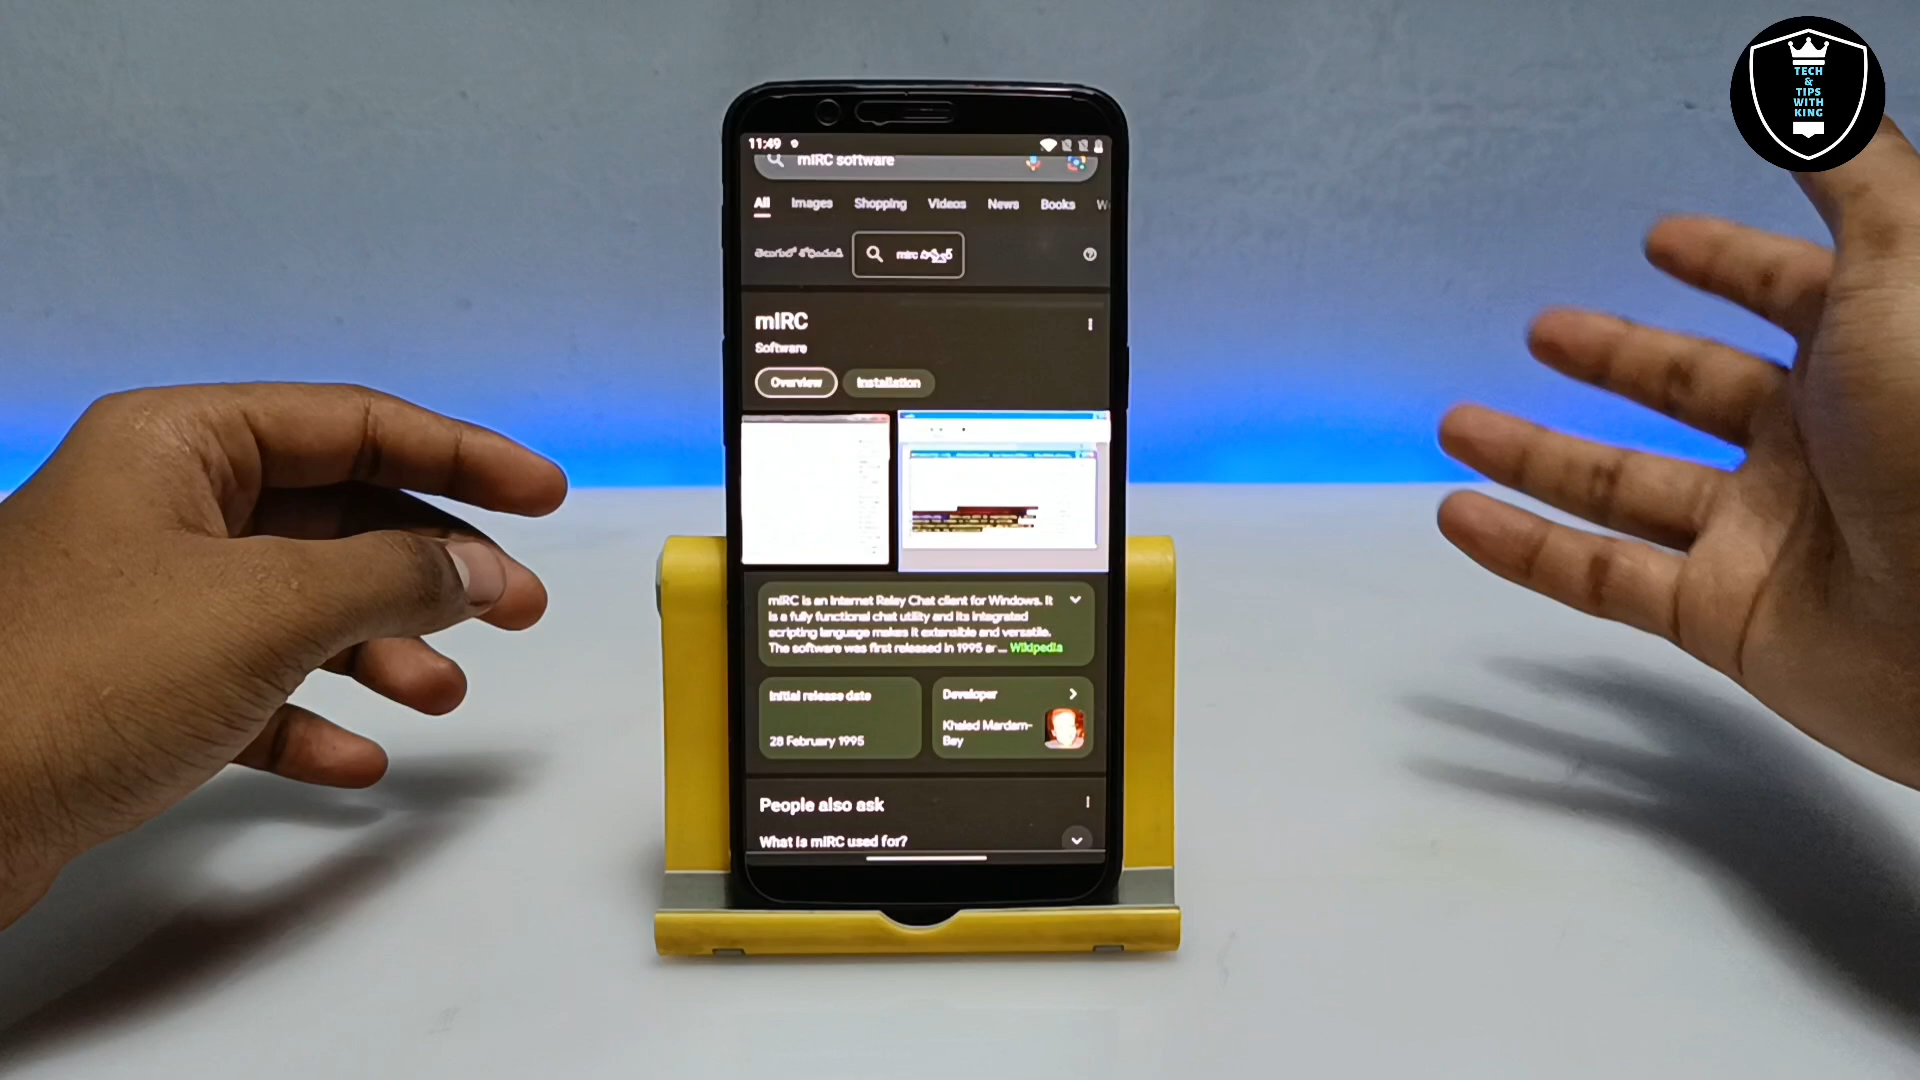 TECH
&
TIPS
WITH
KING
11:49
mIRC software
All Images Shopping Videos News Books
తెలుగులో శోధించండి mirc సాఫ్ట్వేర్
mIRC
Software
Overview Installation
mIRC is an Internet Relay Chat client for Windows. It
is a fully functional chat utility and its integrated
scripting language makes it extensible and versatile.
The software was first released in 1995 ar ... Wikipedia
Initial release date
28 February 1995
Developer
Khaled Mardam-
Bey
People also ask
What is mIRC used for?